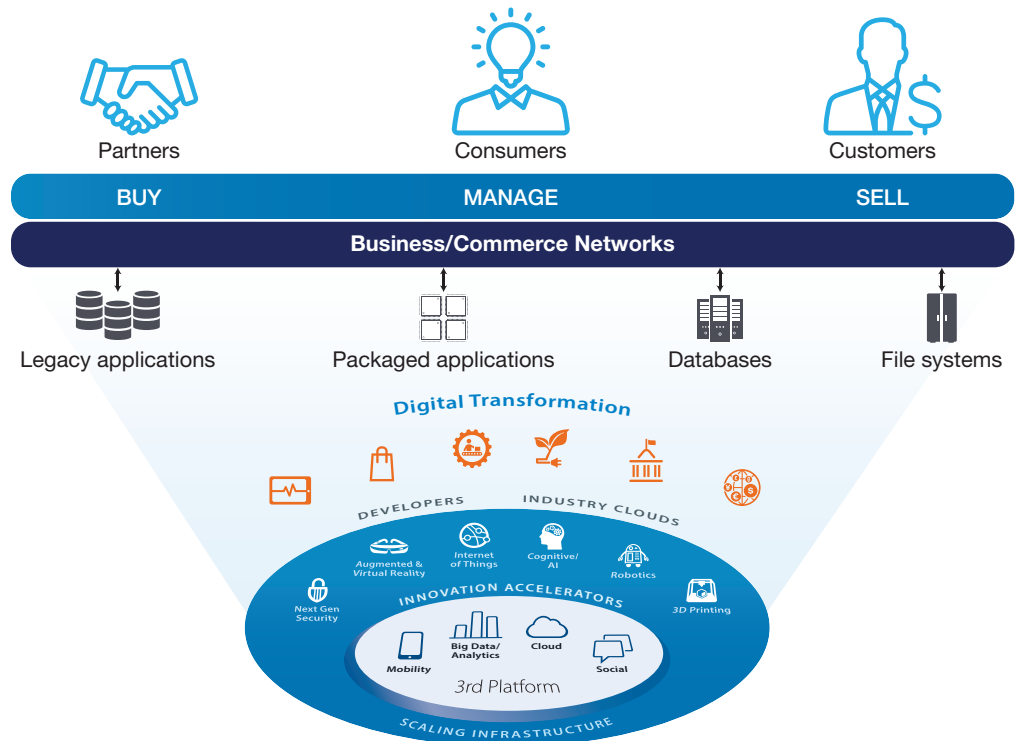 Partners
Consumers
Customers
BUY
MANAGE
SELL
Business/Commerce Networks
Legacy applications
Packaged applications
Databases
File systems
Digital Transformation
DEVELOPERS
INDUSTRY CLOUDS
Next Gen
Security
Augmented &
Virtual Reality
Internet
of Things
Cognitive/
AI
Robotics
3D Printing
INNOVATION ACCELERATORS
Mobility
Big Data/
Analytics
Cloud
Social
3rd Platform
SCALING INFRASTRUCTURE